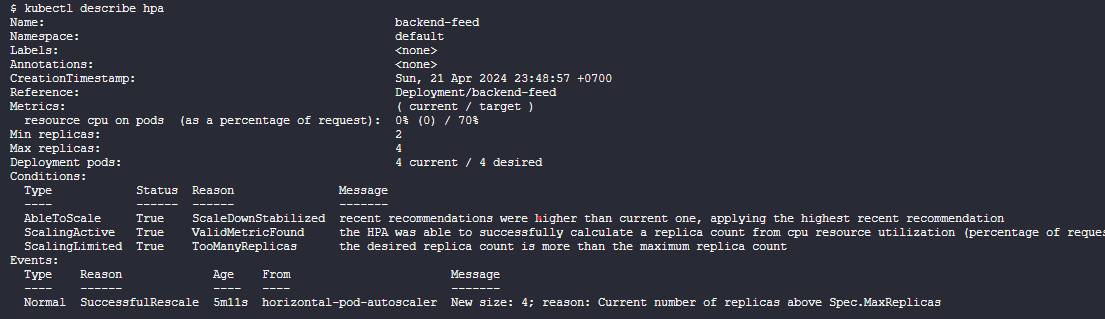 $ kubectl describe hpa
Name: backend-feed
Namespace: default
Labels: <none>
Annotations: <none>
CreationTimestamp: Sun, 21 Apr 2024 23:48:57 +0700
Reference: Deployment/backend-feed
Metrics: ( current / target )
resource cpu on pods (as a percentage of request): 0% (0) / 70%
Min replicas: 2
Max replicas: 4
Deployment pods: 4 current / 4 desired
Conditions:
Type Status Reason Message
---- ------ ------ -------
AbleToScale True ScaleDownStabilized recent recommendations were higher than current one, applying the highest recent recommendation
ScalingActive True ValidMetricFound the HPA was able to successfully calculate a replica count from cpu resource utilization (percentage of reques
ScalingLimited True TooManyReplicas the desired replica count is more than the maximum replica count
Events:
Type Reason Age From Message
---- ------ ---- ---- -------
Normal SuccessfulRescale 5m11s horizontal-pod-autoscaler New size: 4; reason: Current number of replicas above Spec.MaxReplicas